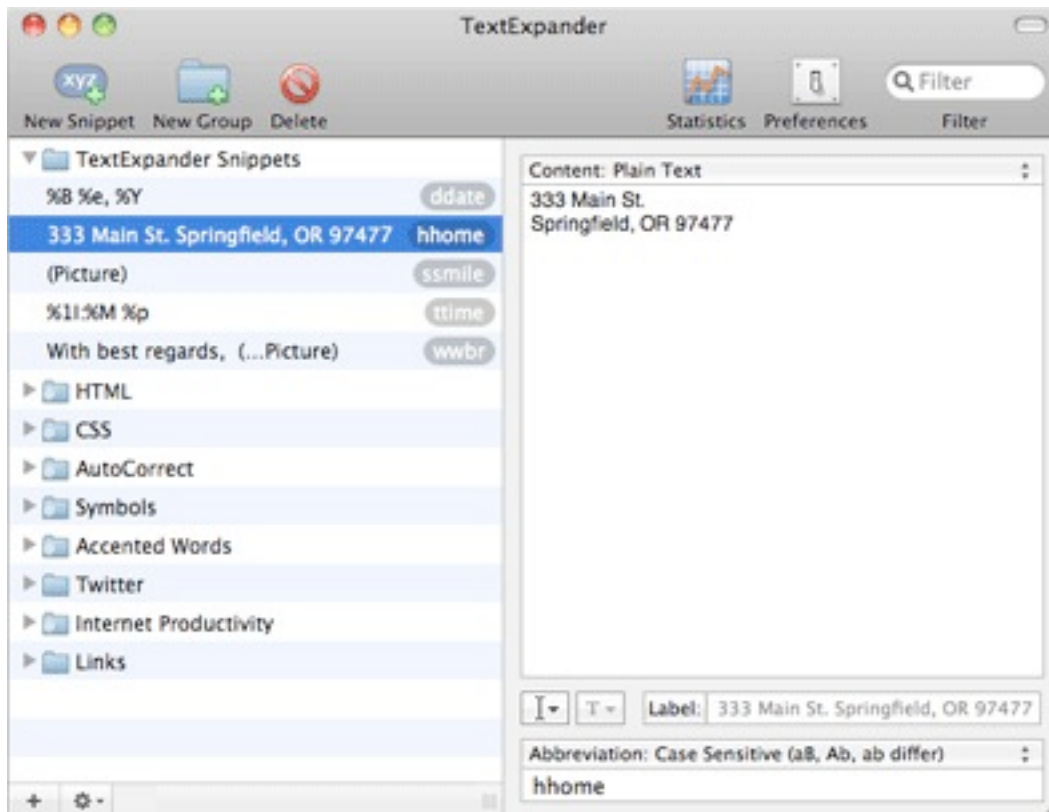 TextExpander
xyz
New Snippet New Group Delete
Statistics Preferences
Filter
Filter
TextExpander Snippets
%B %e, %Y ddate
333 Main St. Springfield, OR 97477 hhome
(Picture) ssmile
%1I:%M %p ttime
With best regards, (...Picture) wwbr
HTML
CSS
AutoCorrect
Symbols
Accented Words
Twitter
Internet Productivity
Links
Content: Plain Text
333 Main St.
Springfield, OR 97477
T
Label: 333 Main St. Springfield, OR 97477
Abbreviation: Case Sensitive (aB, Ab, ab differ)
hhome